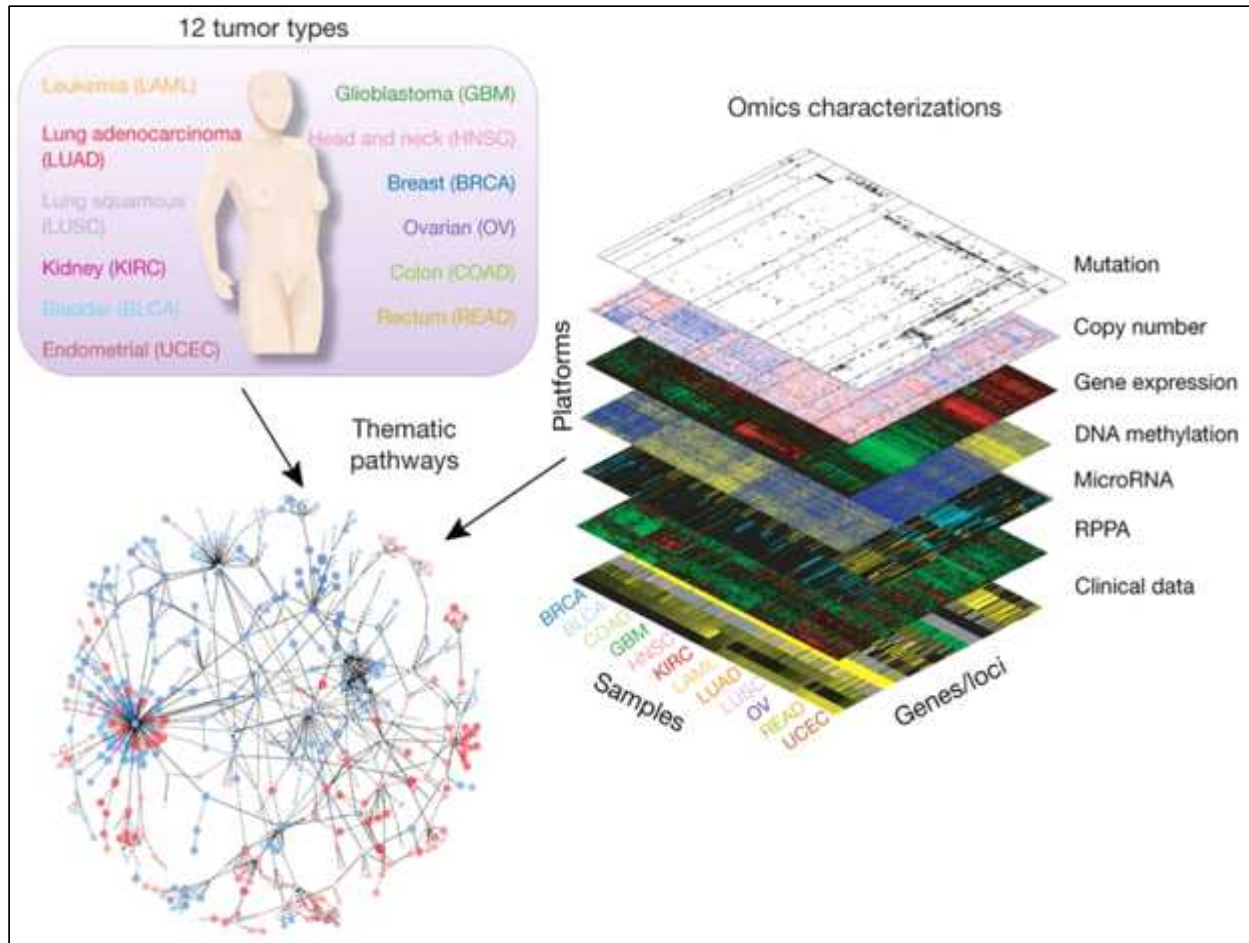 12 tumor types
Leukemia (LAML)
Lung adenocarcinoma
(LUAD)
Lung squamous
(LUSC)
Kidney (KIRC)
Bladder (BLCA)
Endometrial (UCEC)
Glioblastoma (GBM)
Head and neck (HNSC)
Breast (BRCA)
Ovarian (OV)
Colon (COAD)
Rectum (READ)
Thematic
pathways
Omics characterizations
Platforms
Mutation
Copy number
Gene expression
DNA methylation
MicroRNA
RPPA
Clinical data
BRCA
BLCA
COAD
GBM
HNSC
KIRC
LAML
LUAD
LUSC
OV
READ
UCEC
Samples
Genes/loci